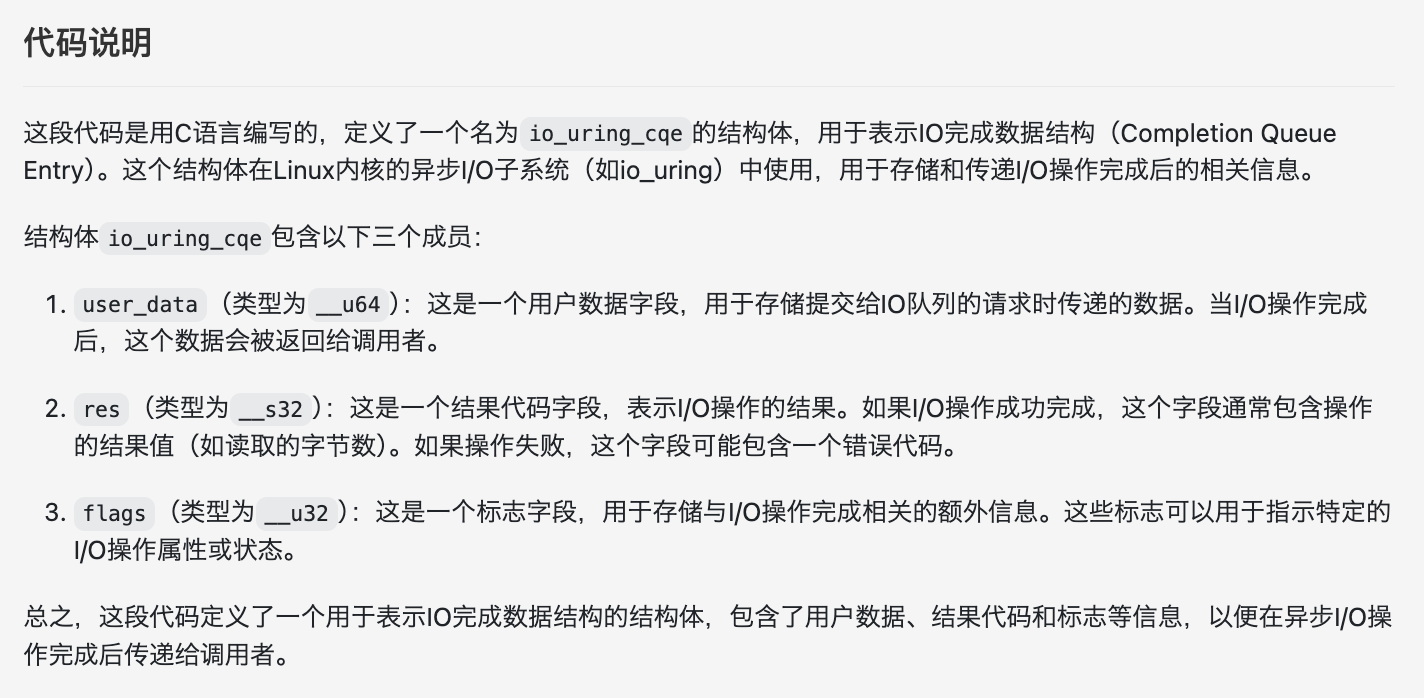 代码说明
这段代码是用C语言编写的，定义了一个名为 io_uring_cqe 的结构体，用于表示IO完成数据结构（Completion Queue
Entry）。这个结构体在Linux内核的异步I/O子系统（如io_uring）中使用，用于存储和传递I/O操作完成后的相关信息。
结构体 io_uring_cqe 包含以下三个成员：
1. user_data （类型为 __u64 ）：这是一个用户数据字段，用于存储提交给IO队列的请求时传递的数据。当I/O操作完成
后，这个数据会被返回给调用者。
2. res （类型为 __s32 ）：这是一个结果代码字段，表示I/O操作的结果。如果I/O操作成功完成，这个字段通常包含操作
的结果值（如读取的字节数）。如果操作失败，这个字段可能包含一个错误代码。
3. flags （类型为 __u32 ）：这是一个标志字段，用于存储与I/O操作完成相关的额外信息。这些标志可以用于指示特定的
I/O操作属性或状态。
总之，这段代码定义了一个用于表示IO完成数据结构的结构体，包含了用户数据、结果代码和标志等信息，以便在异步I/O操
作完成后传递给调用者。